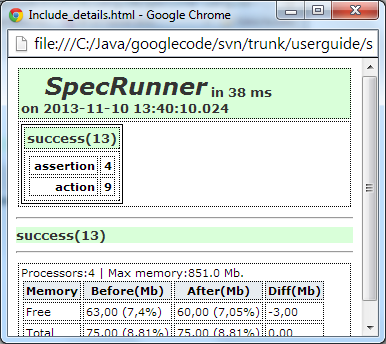 Include_details.html - Google Chrome
file:///C:/Java/googlecode/svn/trunk/userguide/s
SpecRunner in 38 ms
on 2013-11-10 13:40:10.024
success(13)
assertion 4
action 9
success(13)
Processors:4 | Max memory:851.0 Mb.
Memory Before(Mb) After(Mb) Diff(Mb)
Free 63,00 (7,4%) 60,00 (7,05%) -3,00
Total 75,00 (8,81%) 75,00 (8,81%) 0,00